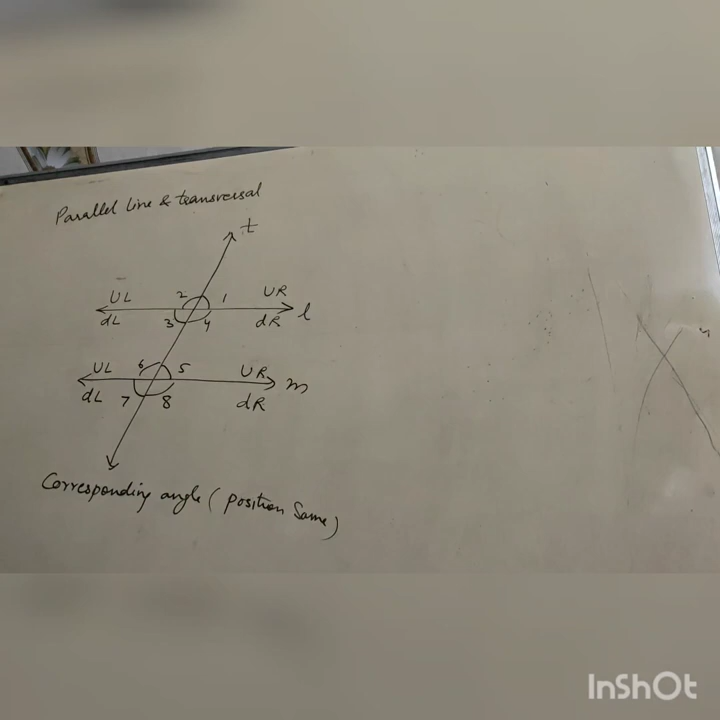 Parallel Line & transversal
t
UL 2 1 UR
dL 3 4 dR l
UL 6 5 UR m
dL 7 8 dR
Corresponding angle (Position Same)
InShOt